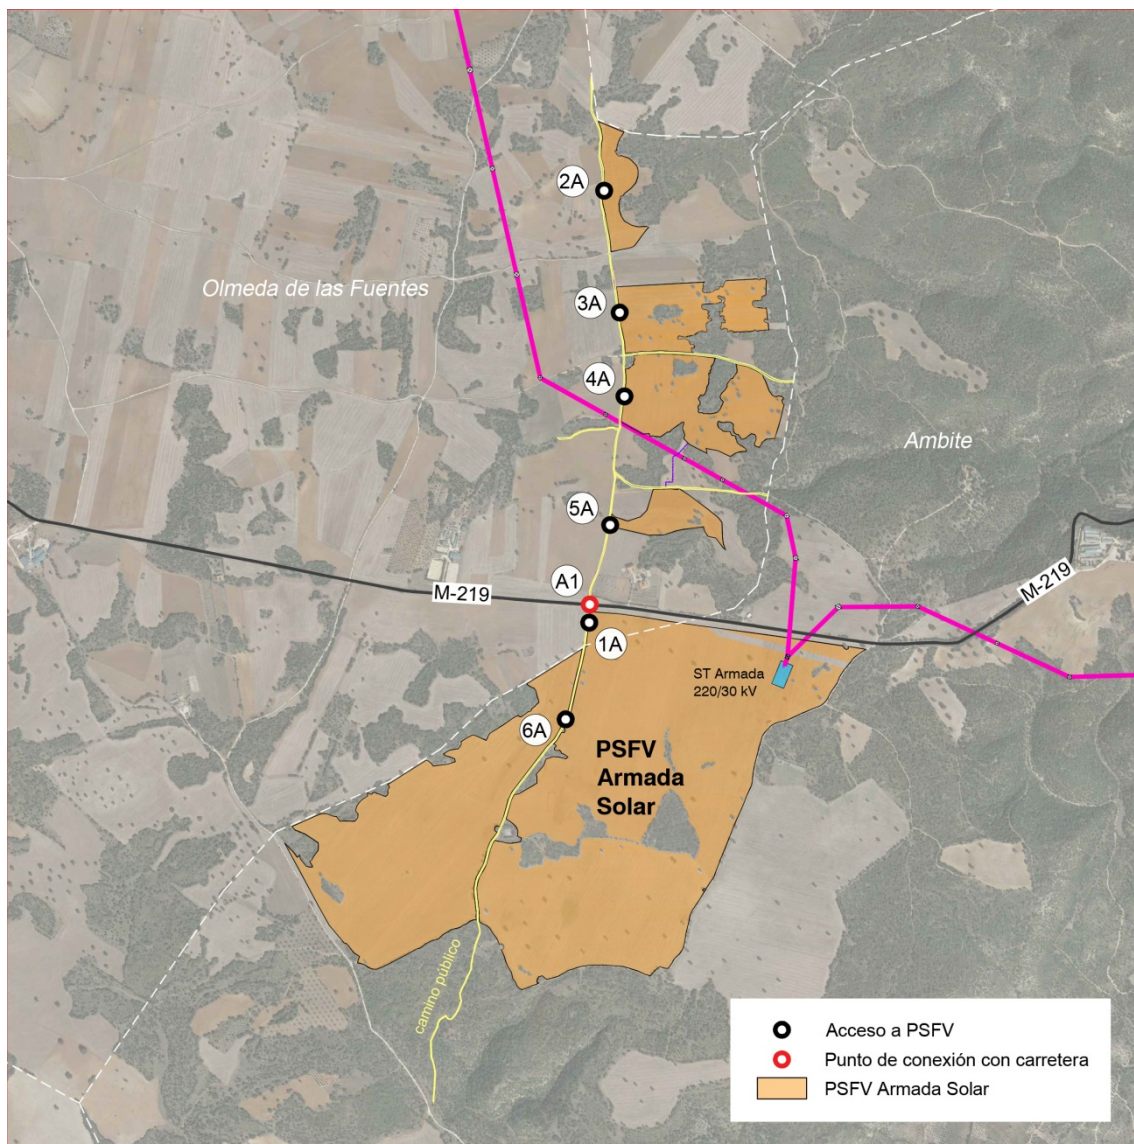 2A
Olmeda de las Fuentes
3A
4A
Ambite
5A
A1
M-219
M-219
1A
ST Armada
220/30 kV
6A
PSFV
Armada
Solar
camino público
Acceso a PSFV
Punto de conexión con carretera
PSFV Armada Solar